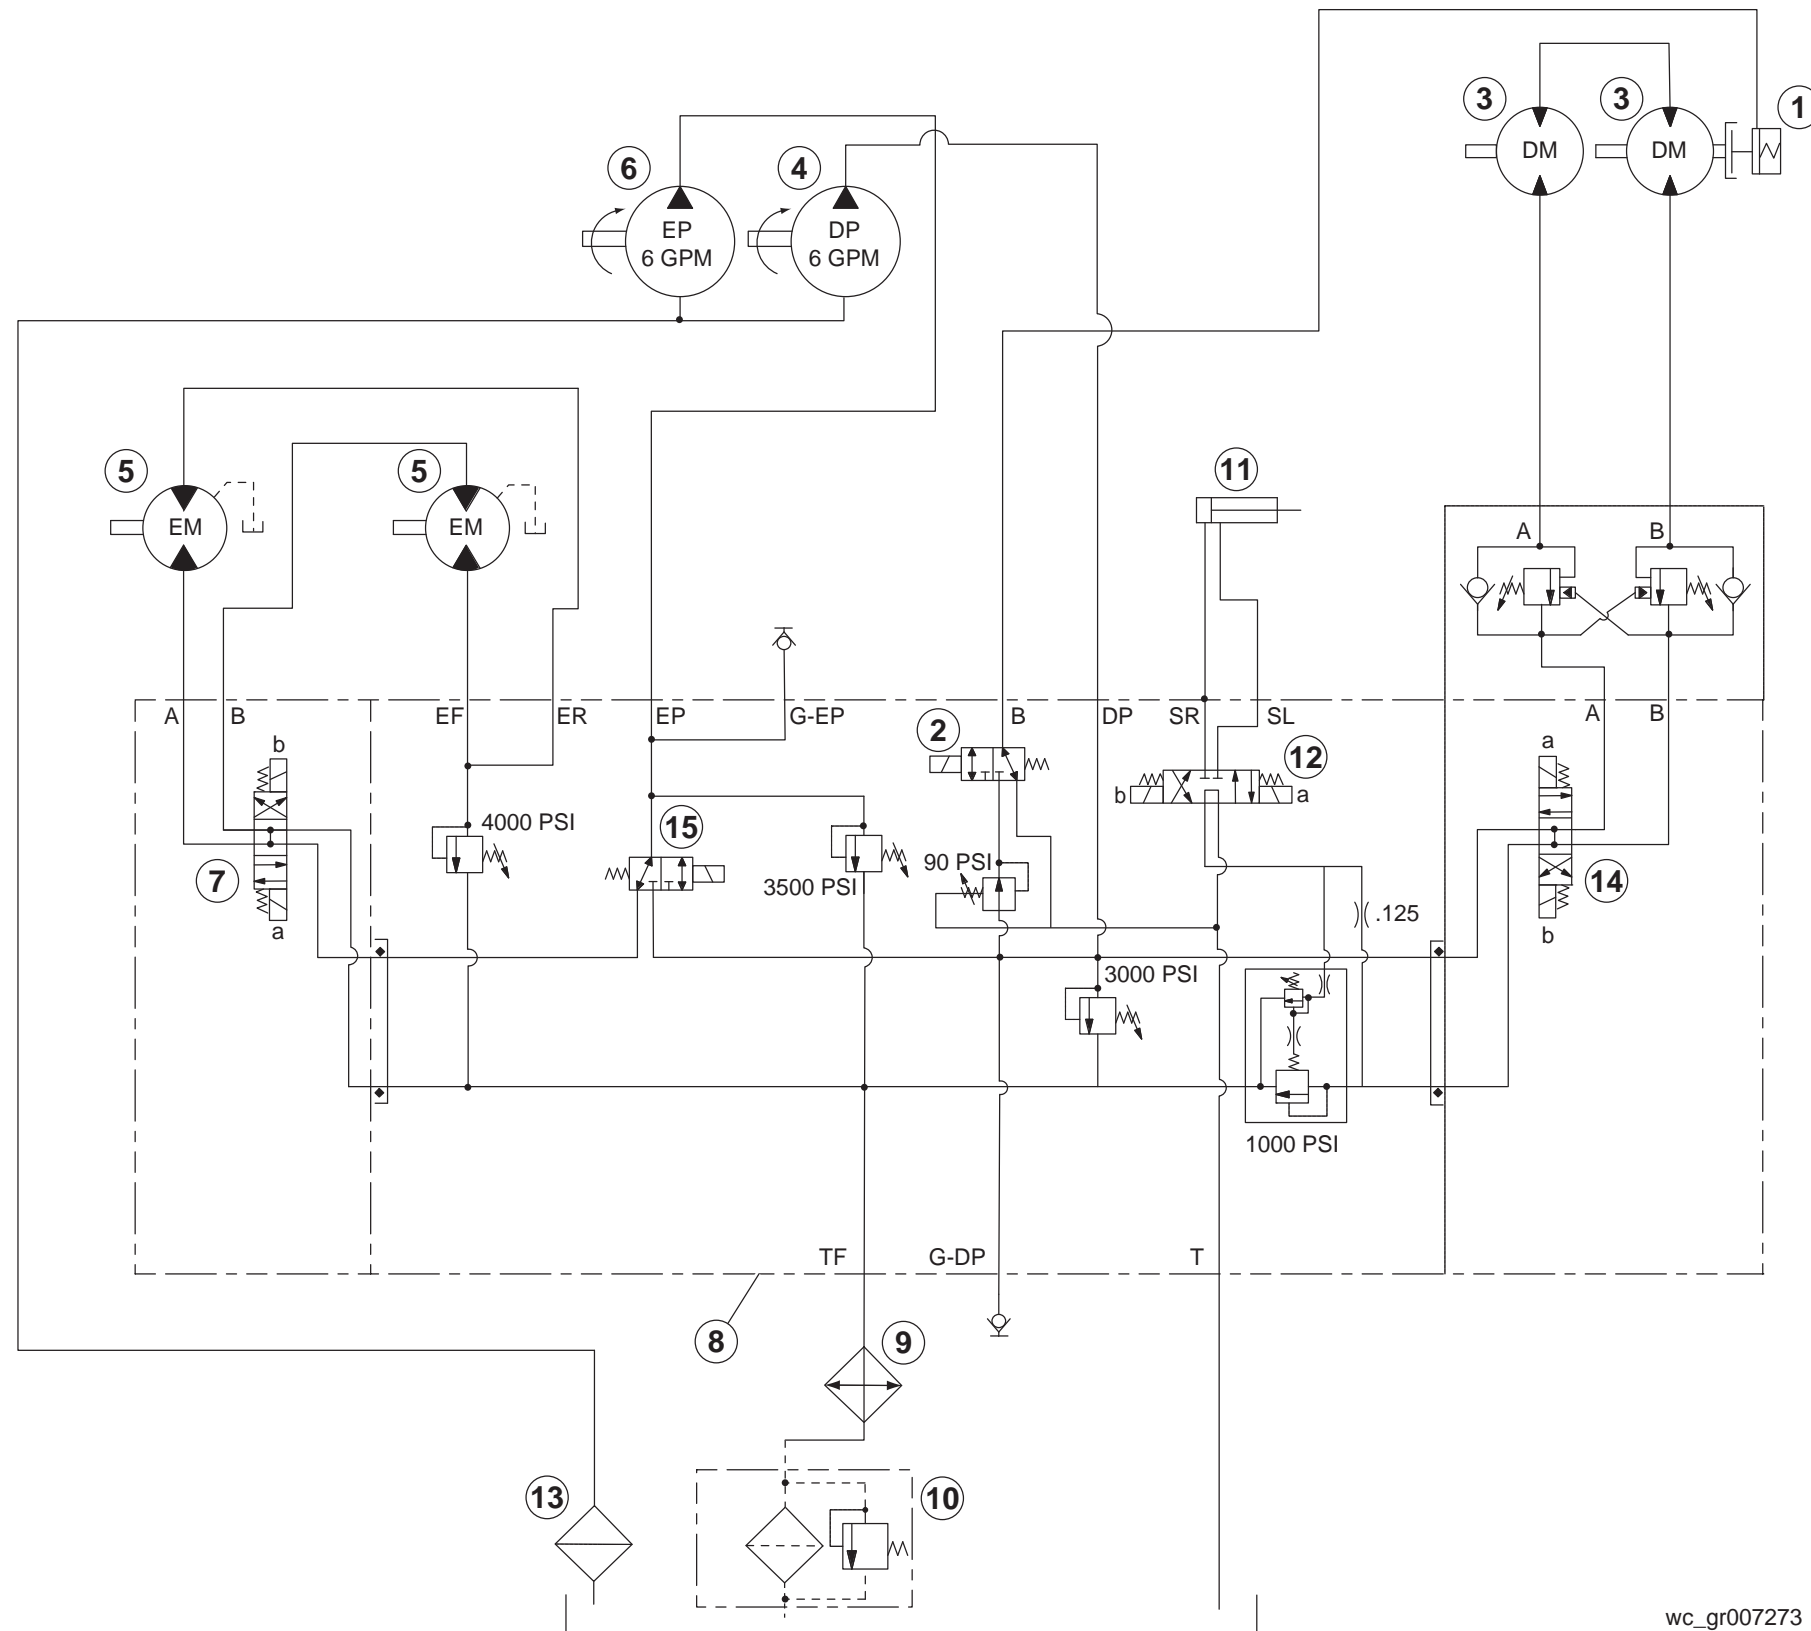 3
3
1
DM
DM
6
4
EP
6 GPM
DP
6 GPM
5
5
11
EM
EM
A
B
A
B
EF
ER
EP
G-EP
B
DP
SR
SL
A
B
2
12
b
a
b
a
4000 PSI
15
7
3500 PSI
90 PSI
.125
14
a
b
3000 PSI
1000 PSI
TF
G-DP
T
8
9
13
10
wc_gr007273